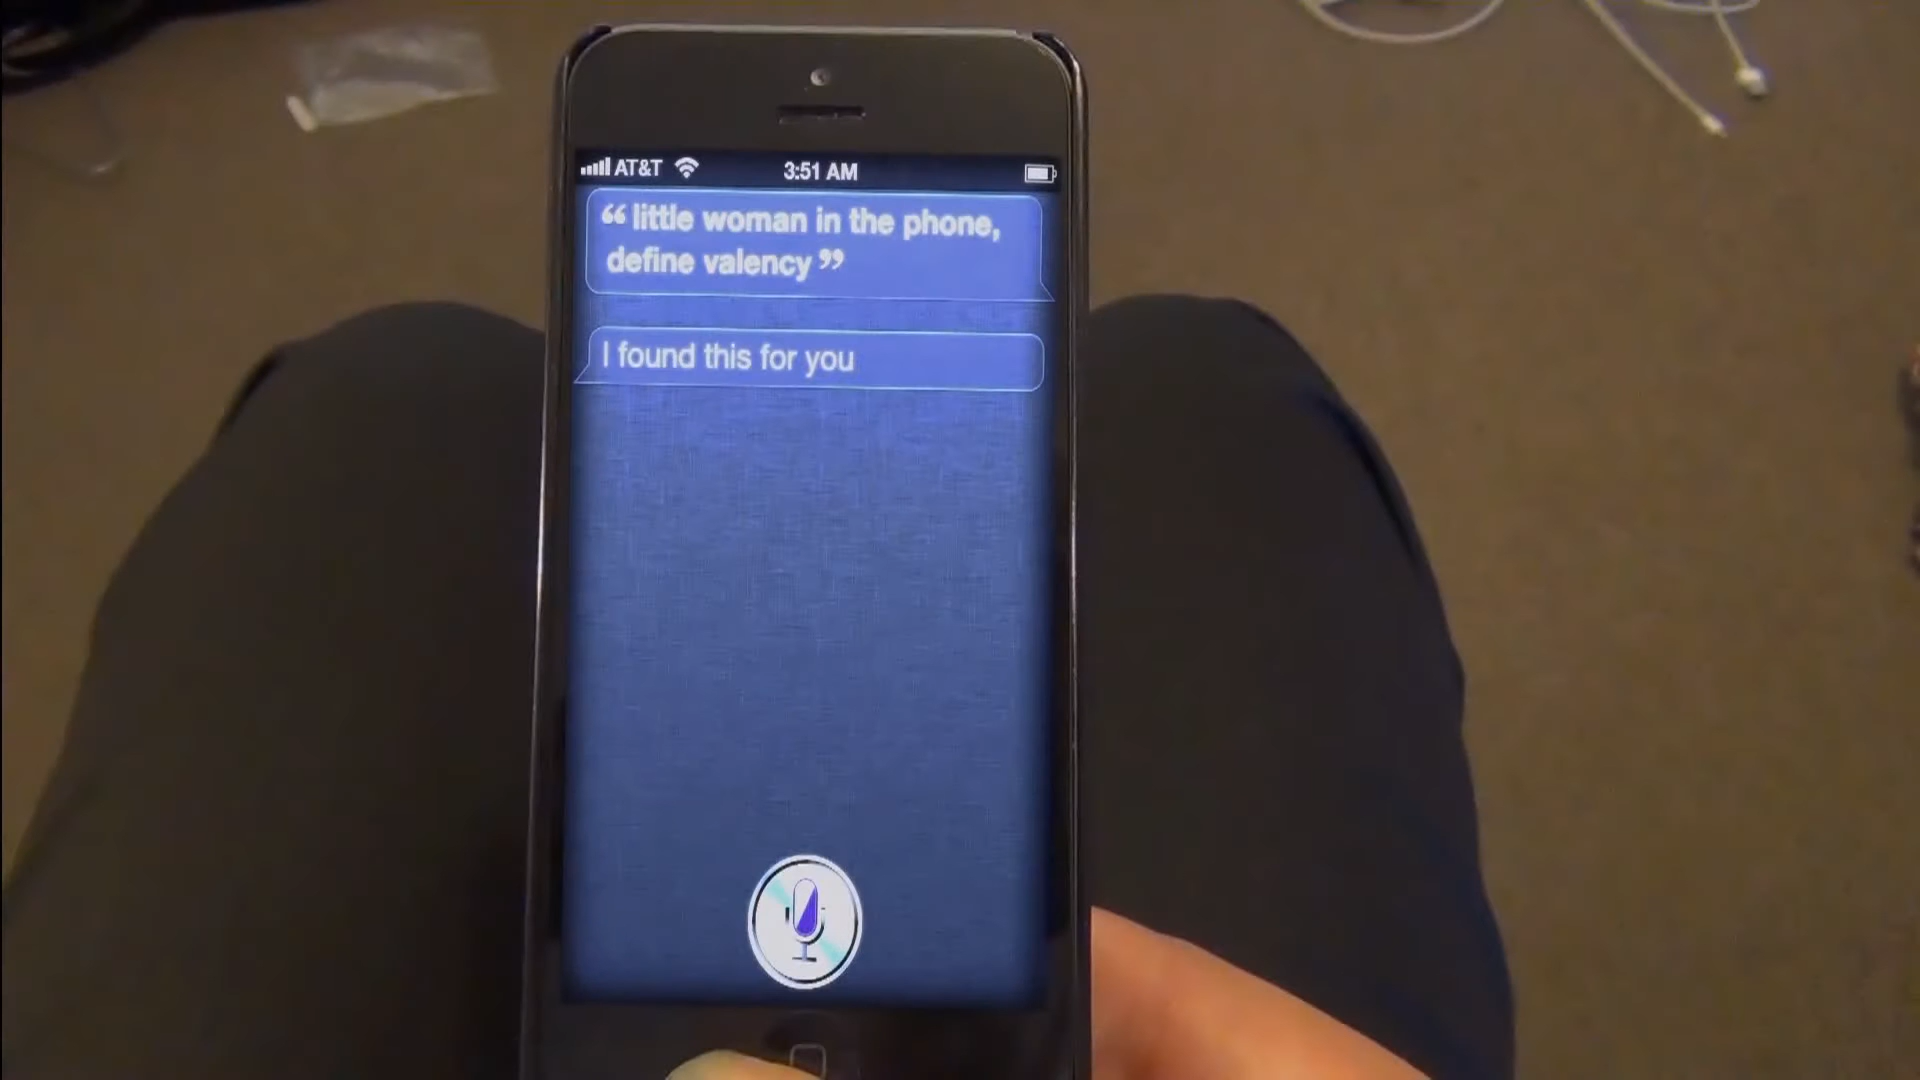 AT&T 3:51 AM
“ little woman in the phone,
define valency ”
I found this for you